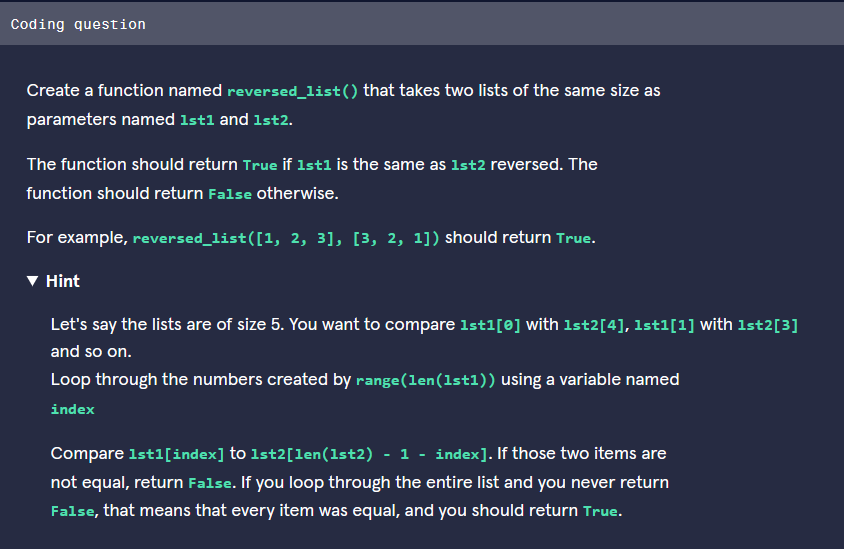 Coding question
Create a function named reversed_list() that takes two lists of the same size as
parameters named lst1 and lst2.
The function should return True if lst1 is the same as lst2 reversed. The
function should return False otherwise.
For example, reversed_list([1, 2, 3], [3, 2, 1]) should return True.
▼ Hint
Let's say the lists are of size 5. You want to compare lst1[0] with lst2[4], lst1[1] with lst2[3]
and so on.
Loop through the numbers created by range(len(lst1)) using a variable named
index
Compare lst1[index] to lst2[len(lst2) - 1 - index]. If those two items are
not equal, return False. If you loop through the entire list and you never return
False, that means that every item was equal, and you should return True.